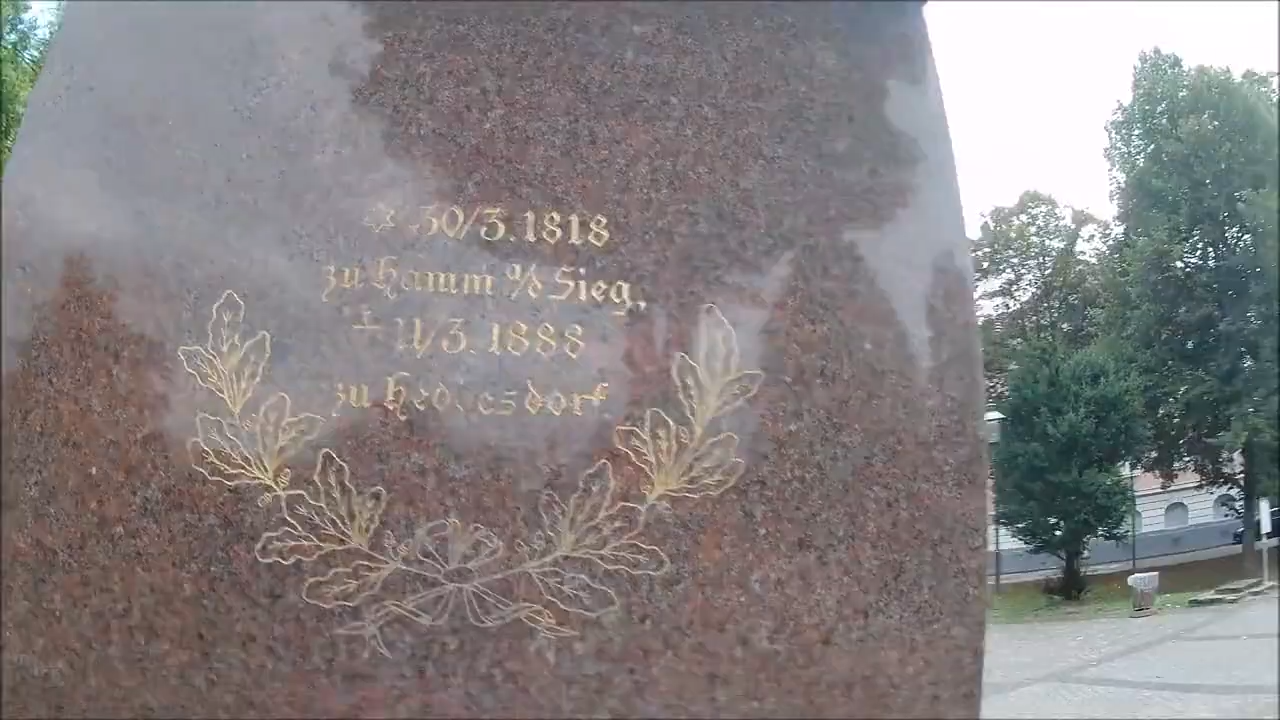 * 30/3. 1818
zu Hamm a/d Sieg,
† 11/3. 1888
zu Heddesdorf